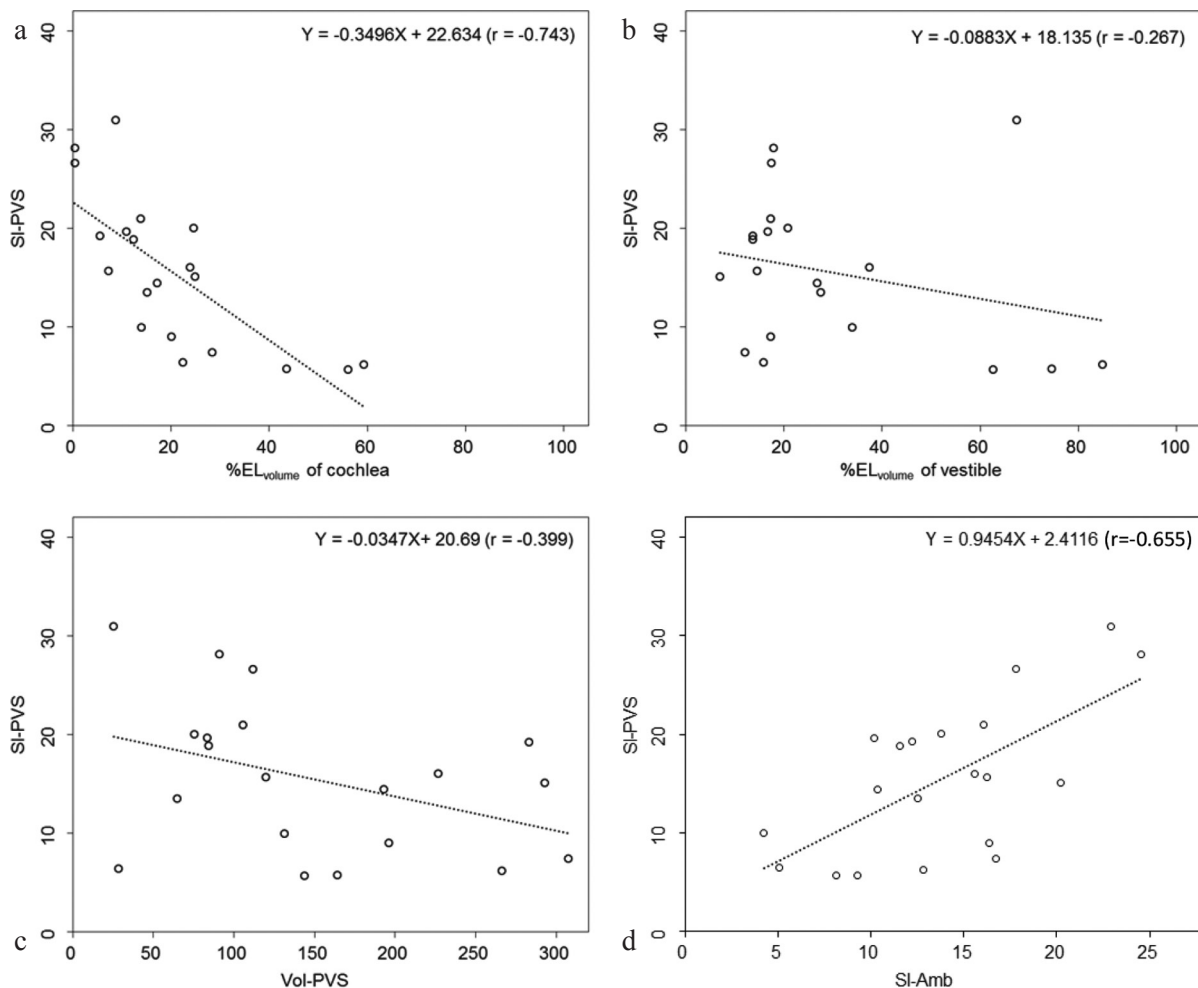 a
Y = -0.3496X + 22.634 (r = -0.743)
40
30
20
10
0
SI-PVS
0 20 40 60 80 100
%ELvolume of cochlea
b
Y = -0.0883X + 18.135 (r = -0.267)
40
30
20
10
0
SI-PVS
0 20 40 60 80 100
%ELvolume of vestible
c
Y = -0.0347X+ 20.69 (r = -0.399)
40
30
20
10
0
SI-PVS
0 50 100 150 200 250 300
Vol-PVS
d
Y = 0.9454X + 2.4116 (r=-0.655)
40
30
20
10
0
SI-PVS
0 5 10 15 20 25
SI-Amb